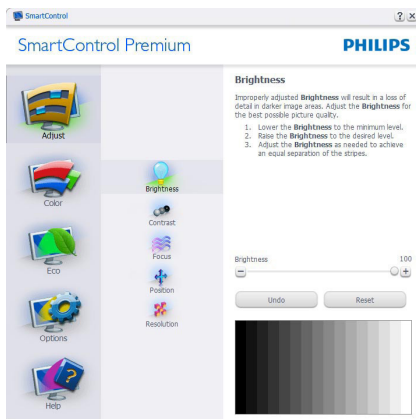 SmartControl
SmartControl Premium
PHILIPS
Adjust
Color
Eco
Options
Help
Brightness
Contrast
Focus
Position
Resolution
Brightness
Improperly adjusted Brightness will result in a loss of
detail in darker image areas. Adjust the Brightness for
the best possible picture quality.
1. Lower the Brightness to the minimum level.
2. Raise the Brightness to the desired level.
3. Adjust the Brightness as needed to achieve
an equal separation of the stripes.
Brightness 100
Undo Reset